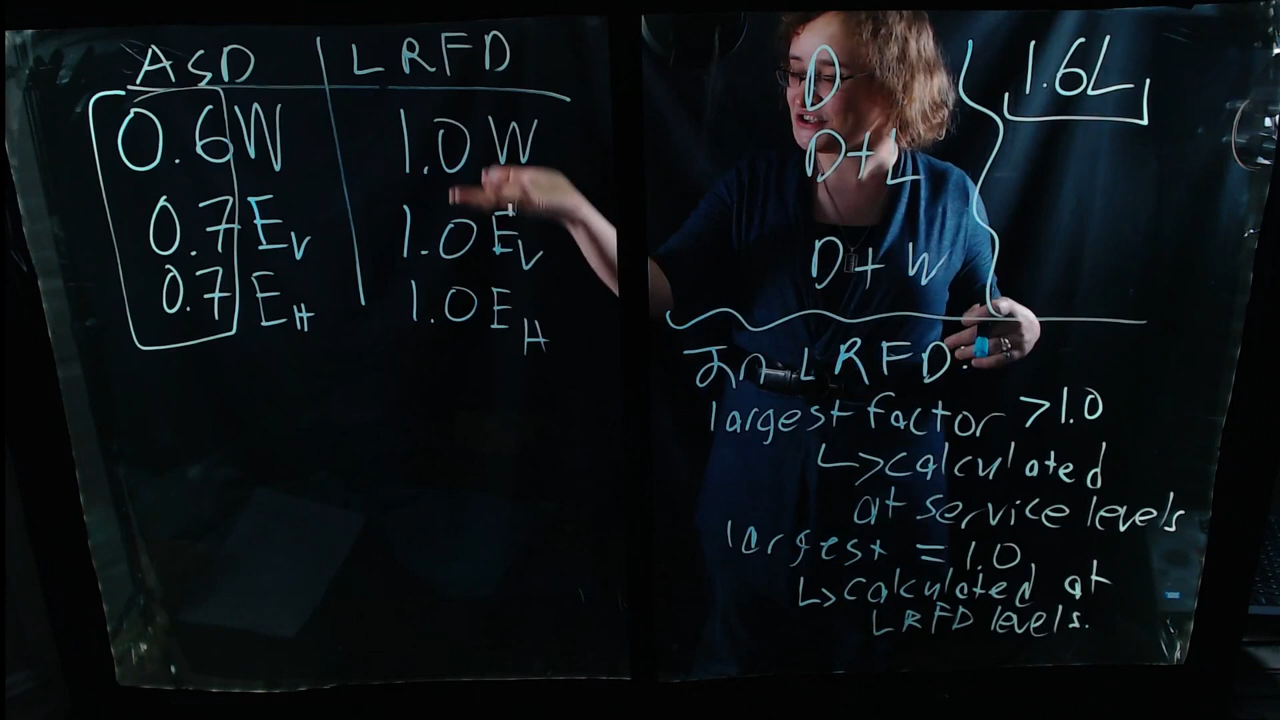 ASD LRFD
0.6W 1.0W
0.7Ev 1.0Ev
0.7EH 1.0EH
D
D+L
D+W
1.6L
In LRFD:
largest factor >1.0
↳>calculated
at service levels
largest =1.0
↳>calculated at
LRFD levels.